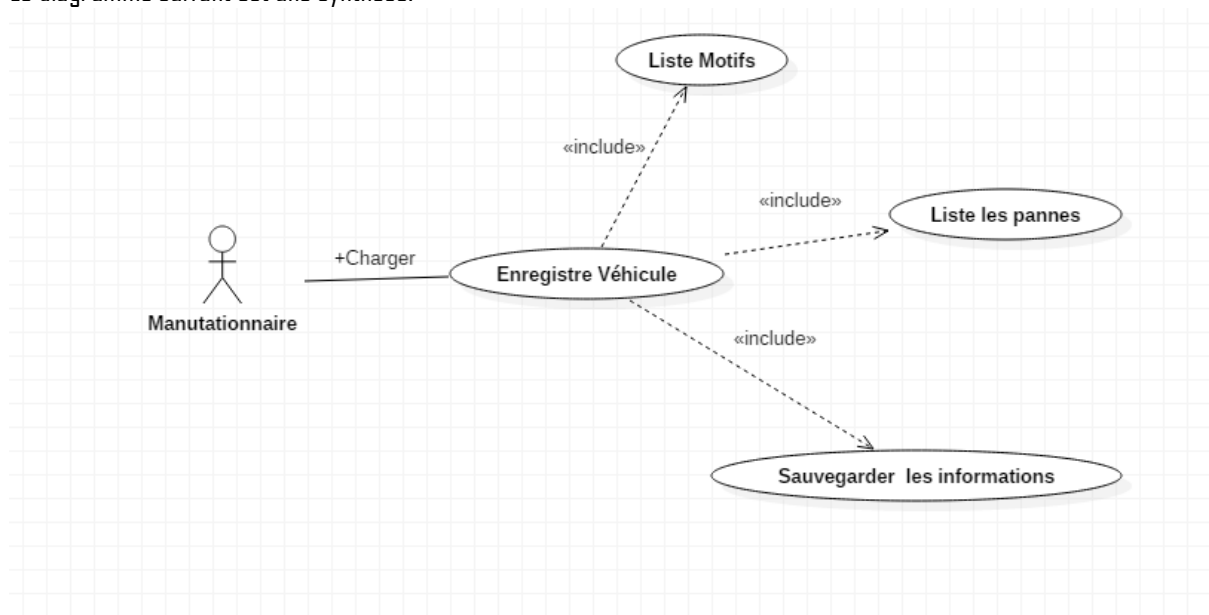 Liste Motifs
«include»
«include»
Liste les pannes
+Charger
Enregistre Véhicule
Manutationnaire
«include»
Sauvegarder les informations